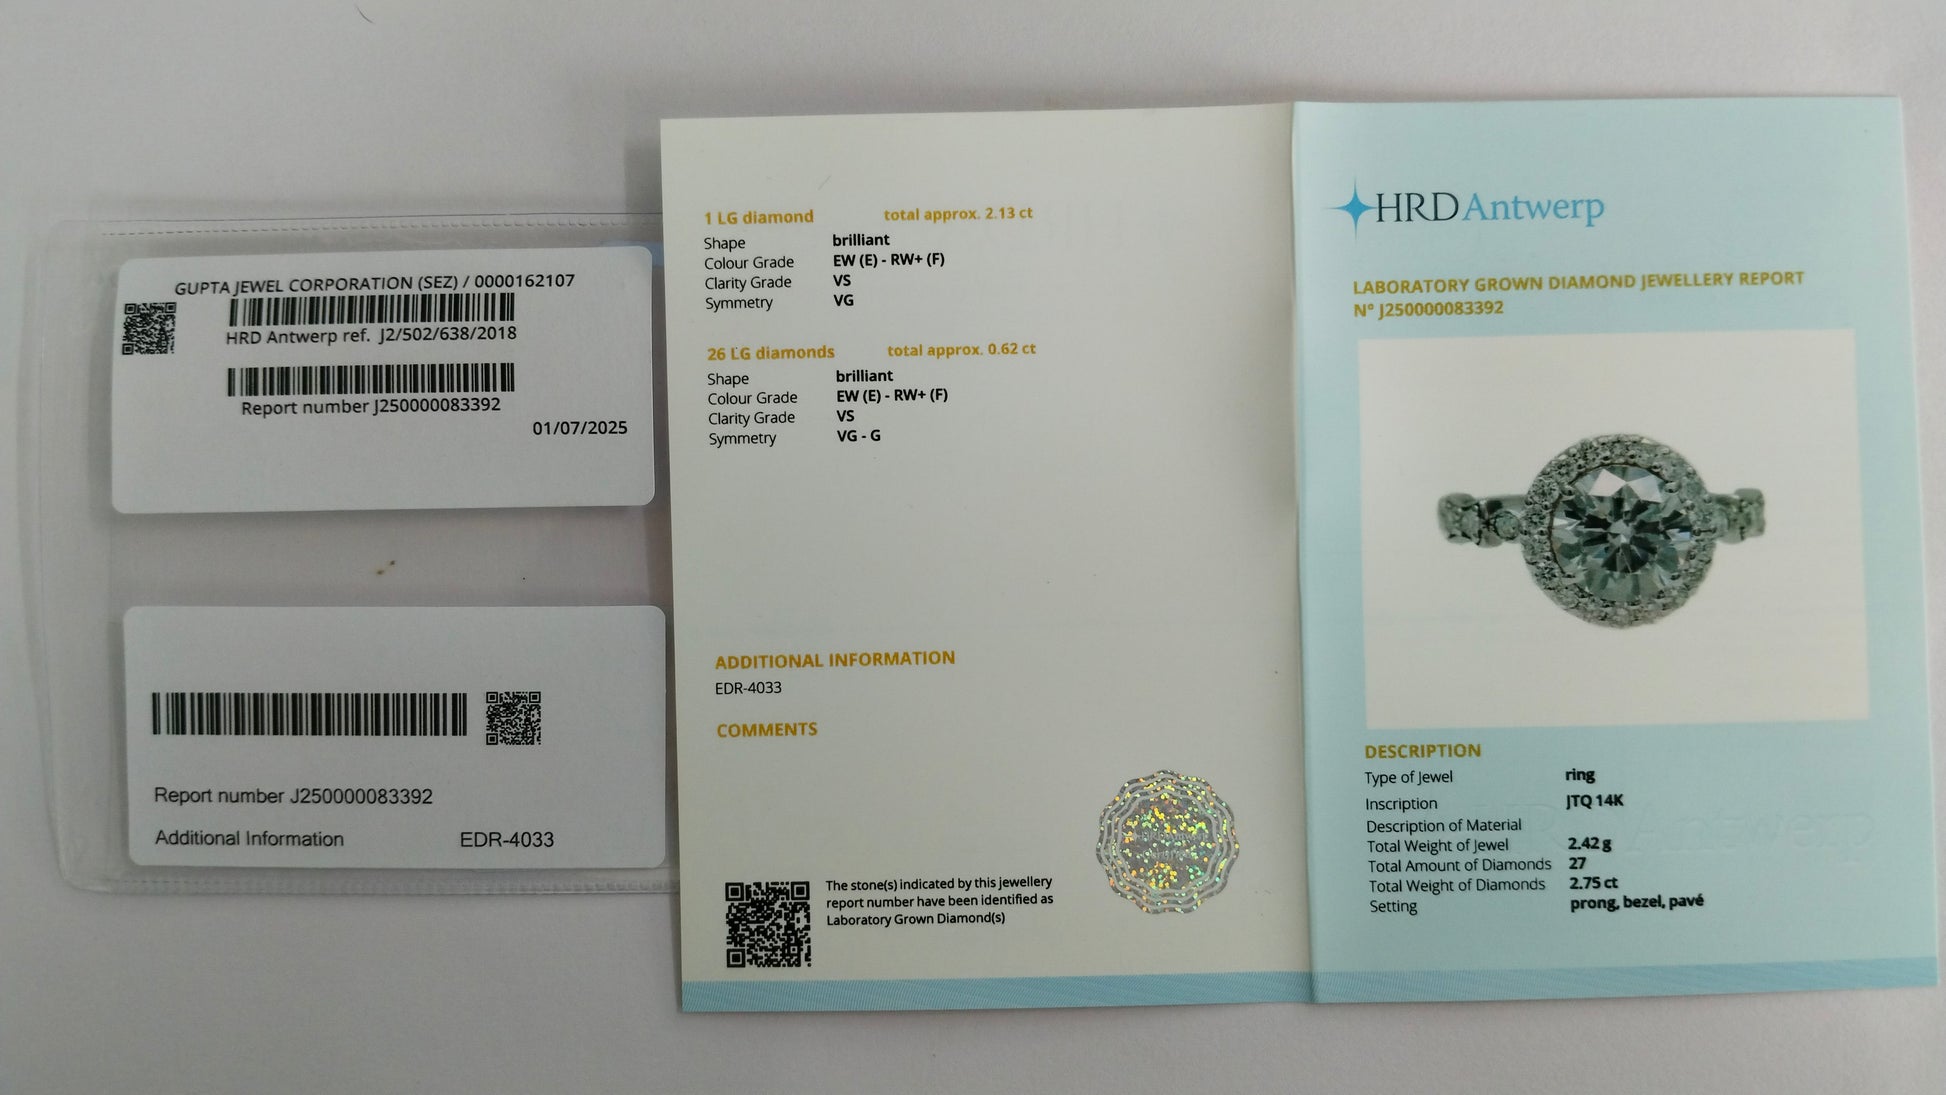 GUPTA JEWEL CORPORATION (SEZ) / 0000162107
HRD Antwerp ref. J2/502/638/2018
Report number J250000083392
01/07/2025
Report number J250000083392
Additional Information EDR-4033
1 LG diamond total approx. 2.13 ct
Shape brilliant
Colour Grade EW (E) - RW+ (F)
Clarity Grade VS
Symmetry VG
26 LG diamonds total approx. 0.62 ct
Shape brilliant
Colour Grade EW (E) - RW+ (F)
Clarity Grade VS
Symmetry VG - G
ADDITIONAL INFORMATION
EDR-4033
COMMENTS
The stone(s) indicated by this jewellery
report number have been identified as
Laboratory Grown Diamond(s)
HRD Antwerp
LABORATORY GROWN DIAMOND JEWELLERY REPORT
N° J250000083392
DESCRIPTION
Type of Jewel ring
Inscription JTQ 14K
Description of Material
Total Weight of Jewel 2.42 g
Total Amount of Diamonds 27
Total Weight of Diamonds 2.75 ct
Setting prong, bezel, pavé